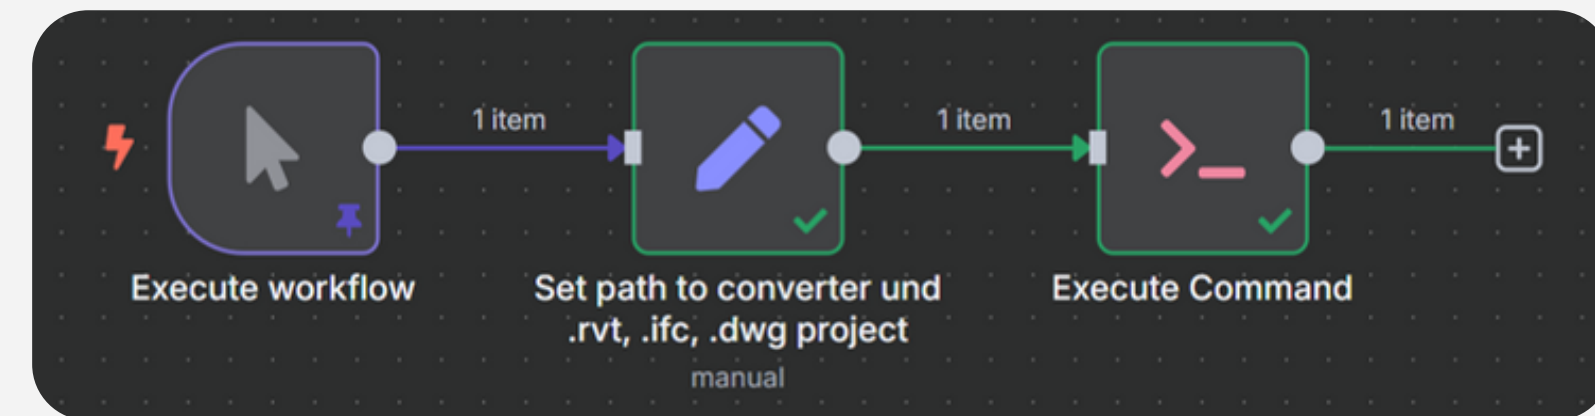 1 item
1 item
1 item
Execute workflow
Set path to converter und
.rvt, .ifc, .dwg project
manual
Execute Command